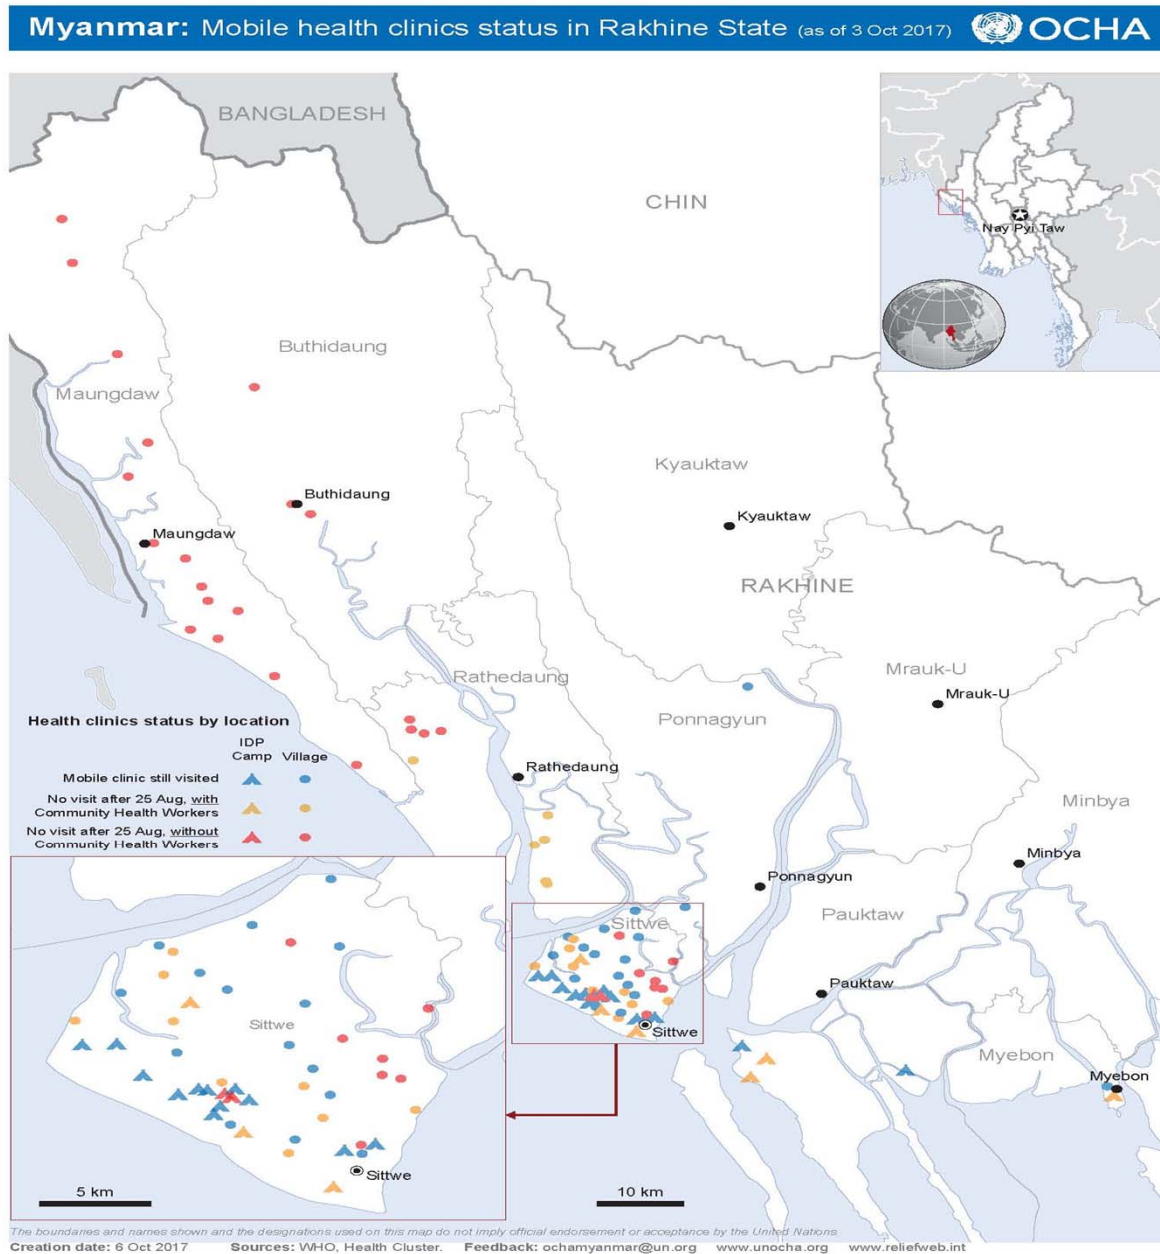 Myanmar: Mobile health clinics status in Rakhine State (as of 3 Oct 2017) OCHA
BANGLADESH
CHIN
Nay Pyi Taw
Buthidaung
Maungdaw
Kyauktaw
Buthidaung
Kyauktaw
Maungdaw
RAKHINE
Mrauk-U
Rathedaung
Mrauk-U
Ponnagyun
Health clinics status by location
IDP
Camp Village
Mobile clinic still visited
No visit after 25 Aug, with
Community Health Workers
No visit after 25 Aug, without
Community Health Workers
Rathedaung
Minbya
Minbya
Ponnagyun
Pauktaw
Sittwe
Pauktaw
Sittwe
Sittwe
Myebon
Myebon
Sittwe
5 km
10 km
The boundaries and names shown and the designations used on this map do not imply official endorsement or acceptance by the United Nations
Creation date: 6 Oct 2017 Sources: WHO, Health Cluster. Feedback: ochamyanmar@un.org www.unocha.org www.reliefweb.int